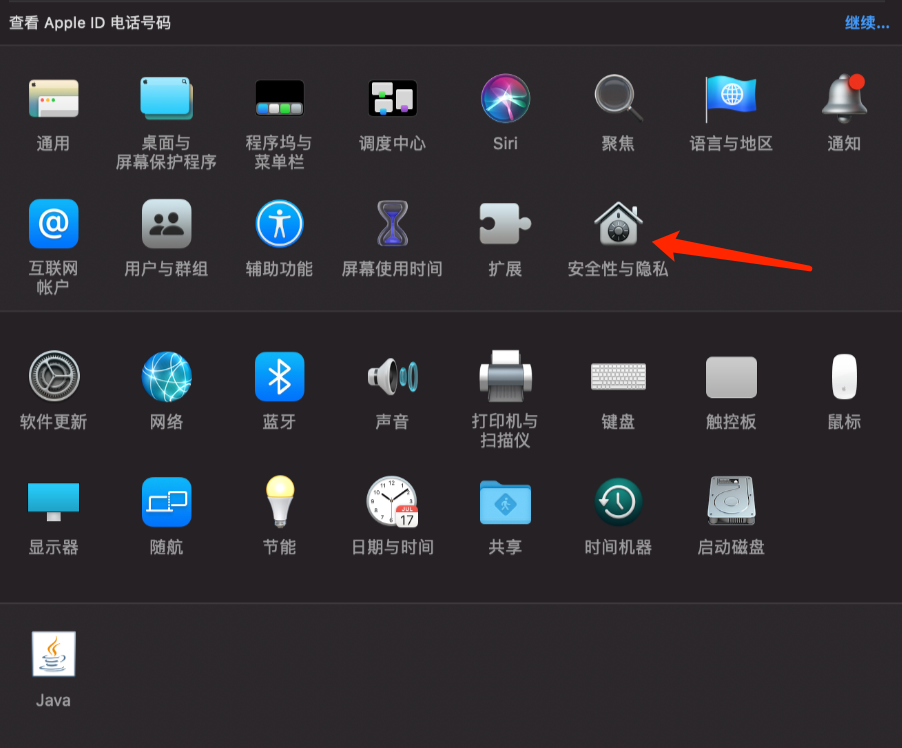 查看 Apple ID 电话号码
继续...
通用
桌面与
屏幕保护程序
程序坞与
菜单栏
调度中心
Siri
聚焦
语言与地区
通知
互联网
帐户
用户与群组
辅助功能
屏幕使用时间
扩展
安全性与隐私
软件更新
网络
蓝牙
声音
打印机与
扫描仪
键盘
触控板
鼠标
显示器
随航
节能
日期与时间
JUL
17
共享
时间机器
启动磁盘
Java